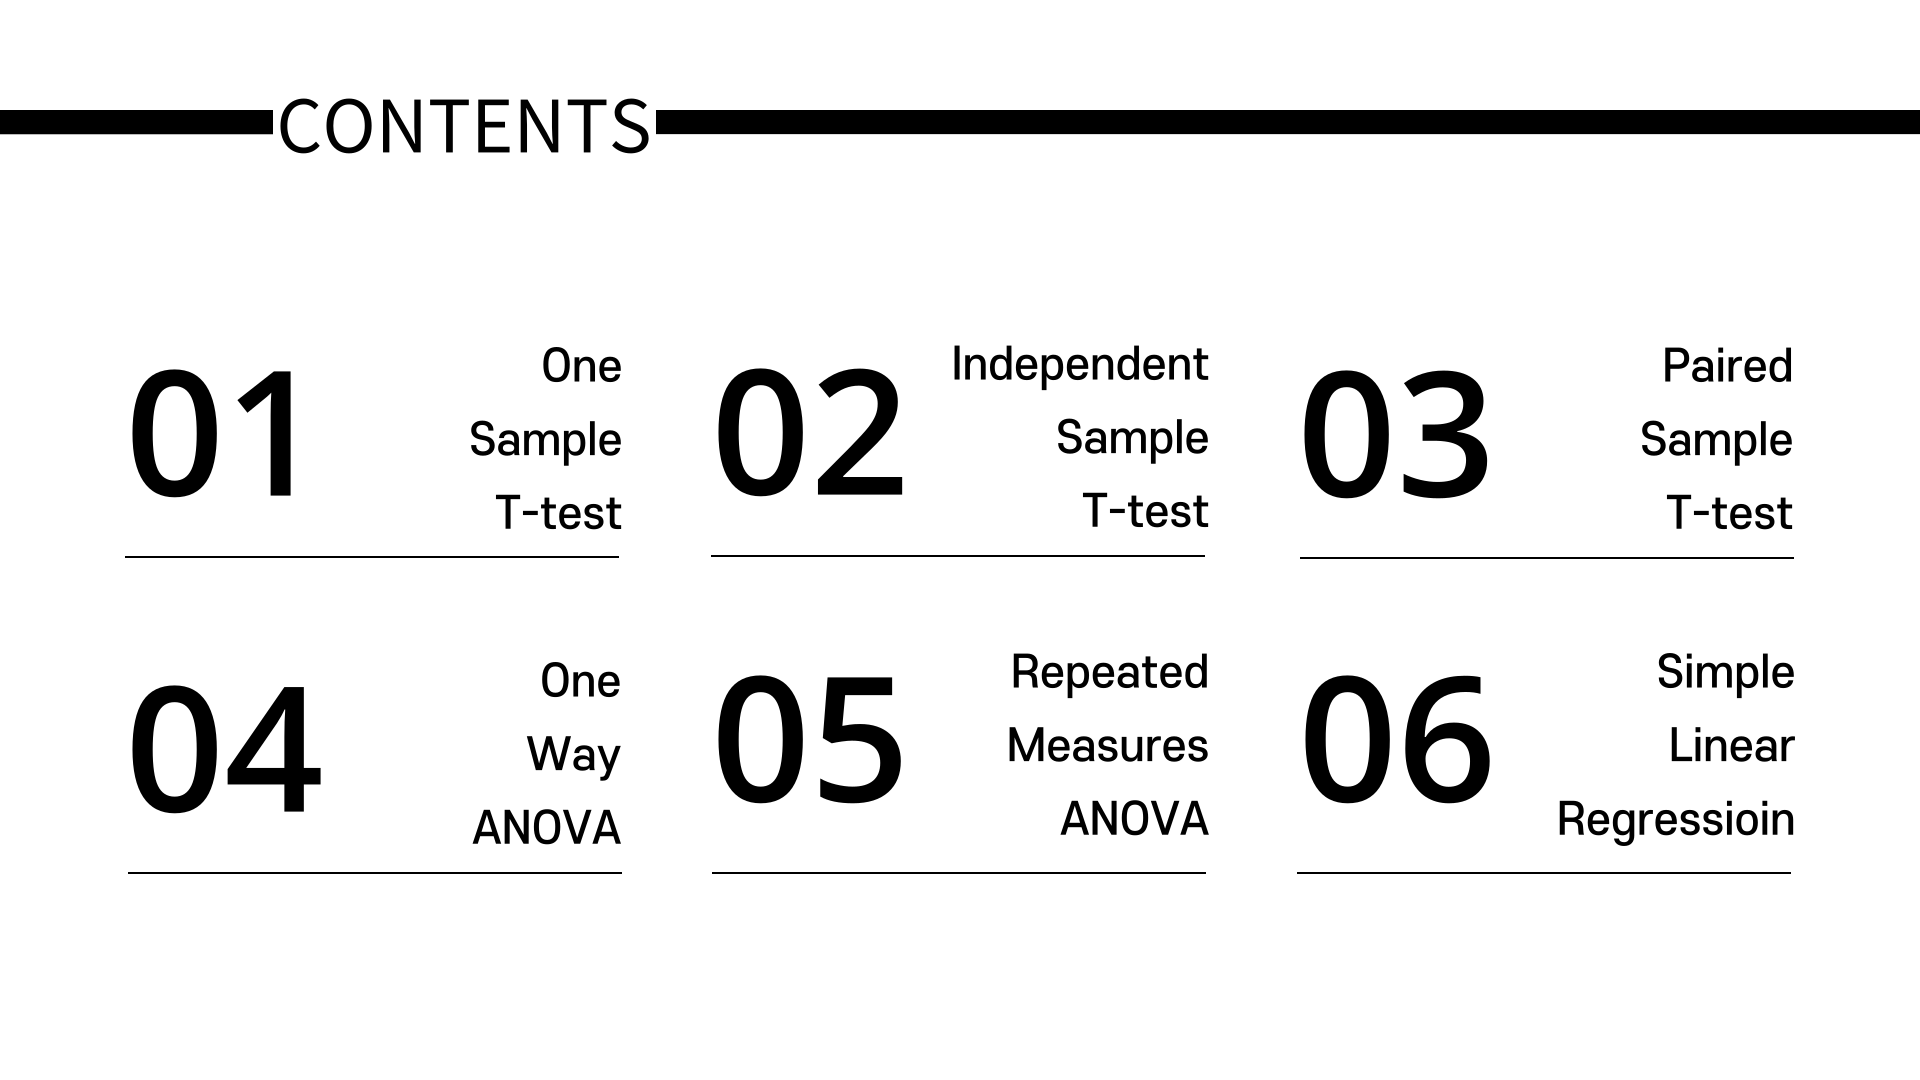 CONTENTS
01
One
Sample
T-test
02
Independent
Sample
T-test
03
Paired
Sample
T-test
04
One
Way
ANOVA
05
Repeated
Measures
ANOVA
06
Simple
Linear
Regressioin